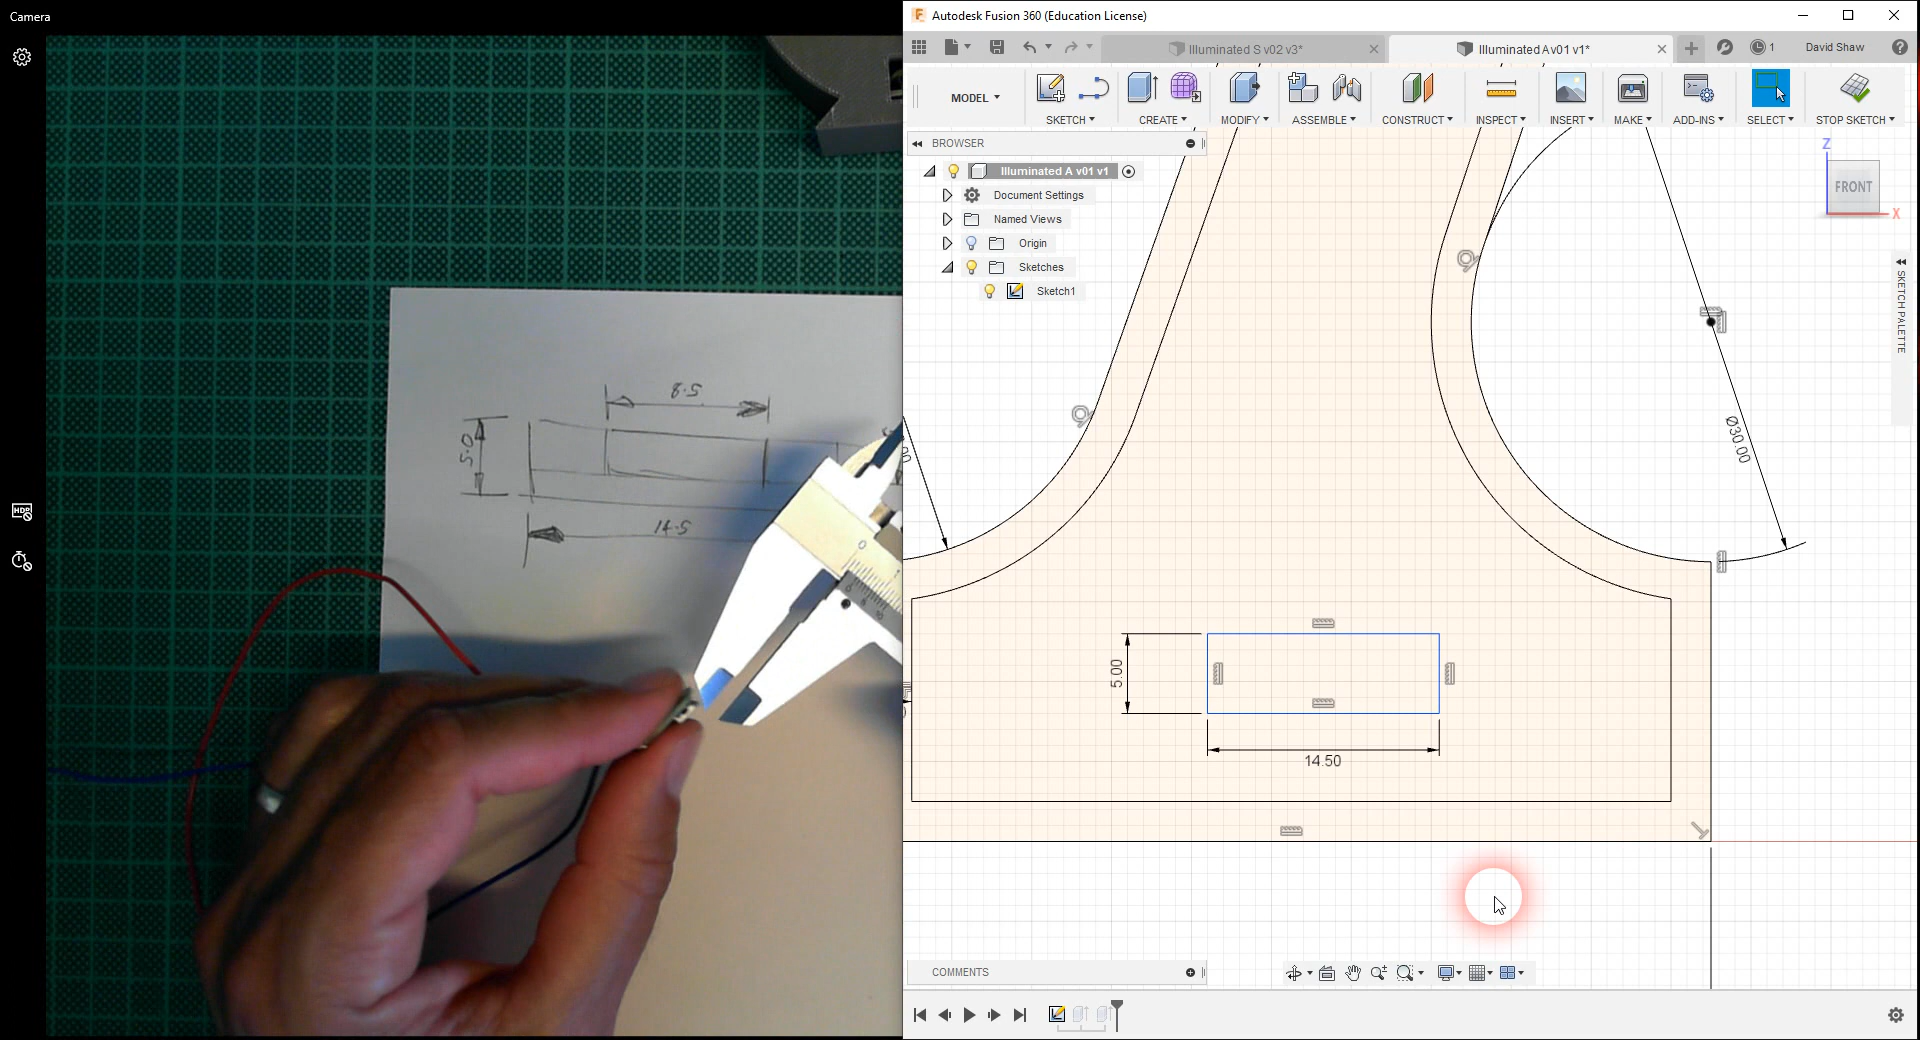 Camera
8.5
5.0
14.5
0
Autodesk Fusion 360 (Education License)
Illuminated S v02 v3*
Illuminated A v01 v1*
1
David Shaw
MODEL
SKETCH
CREATE
MODIFY
ASSEMBLE
CONSTRUCT
INSPECT
INSERT
MAKE
ADD-INS
SELECT
STOP SKETCH
BROWSER
Illuminated A v01 v1
Document Settings
Named Views
Origin
Sketches
Sketch1
Z
FRONT
X
SKETCH PALETTE
Ø30.00
5.00
14.50
COMMENTS